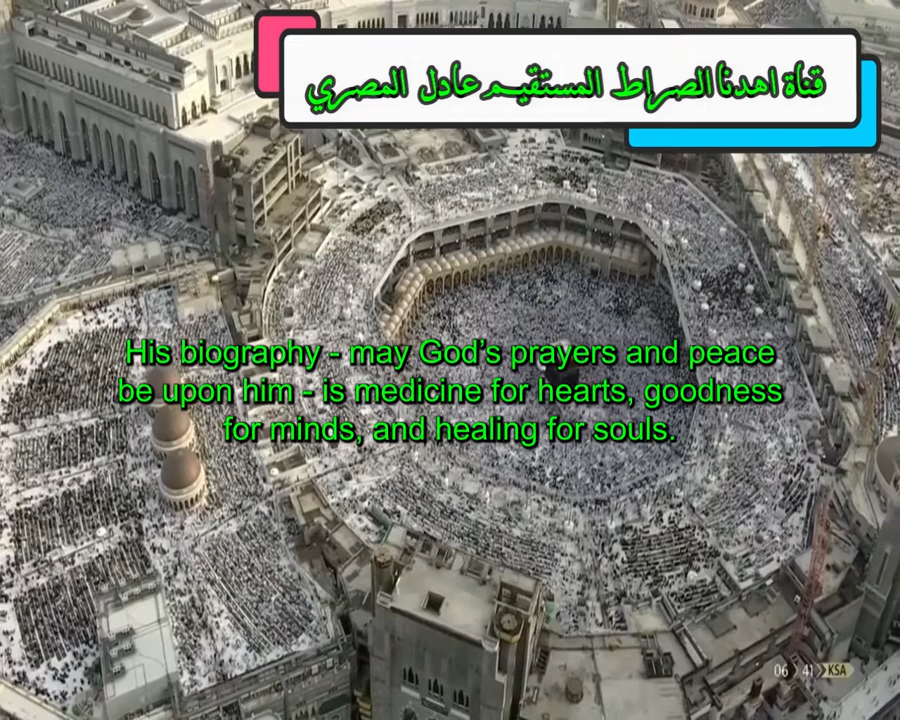 قناة اهدنا الصراط المستقيم عادل المصري
His biography - may God's prayers and peace
be upon him - is medicine for hearts, goodness
for minds, and healing for souls.
06 41 KSA